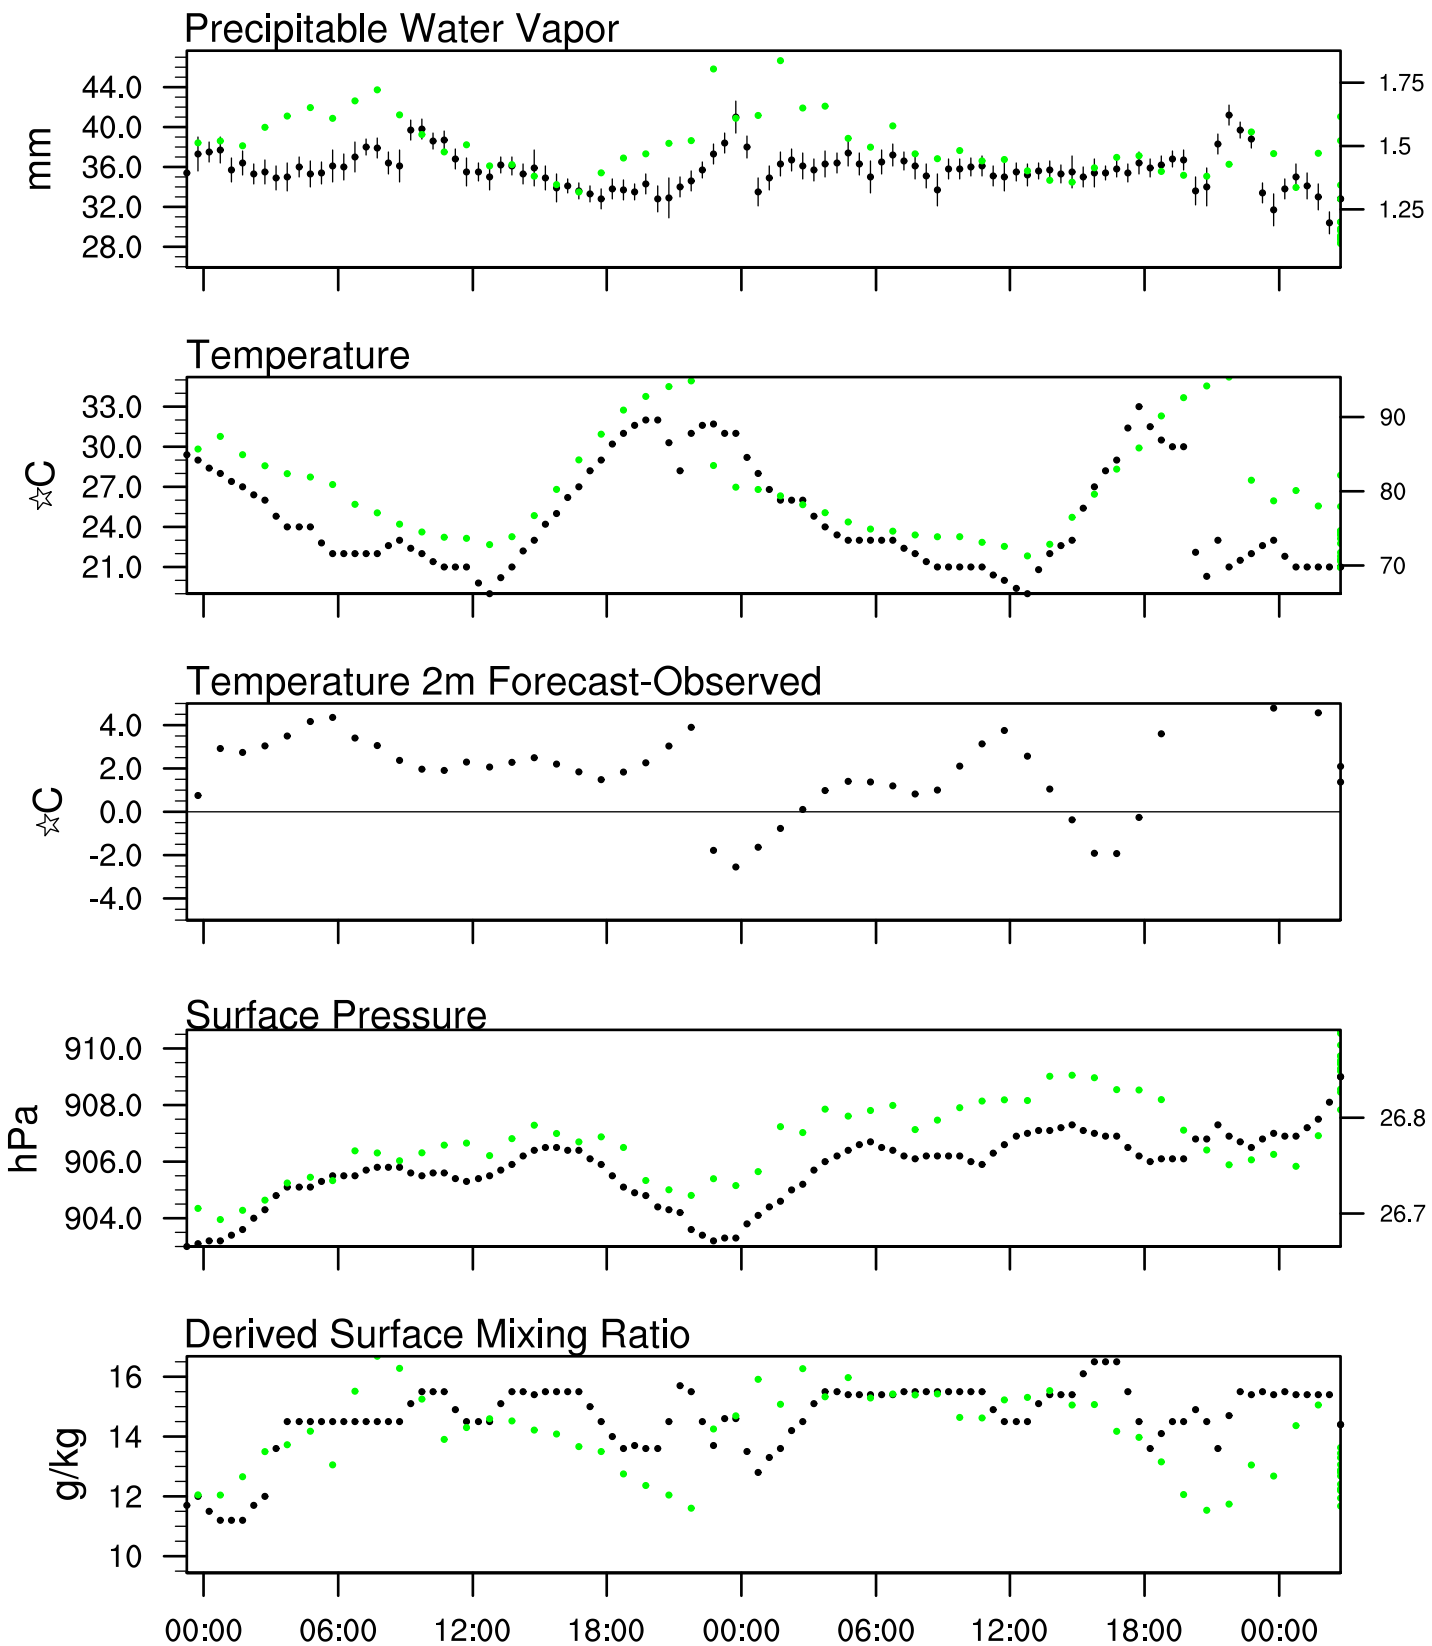 Precipitable Water Vapor
44.0
40.0
36.0
32.0
28.0
mm
1.75
1.5
1.25
Temperature
33.0
30.0
27.0
24.0
21.0
☆C
90
80
70
Temperature 2m Forecast-Observed
4.0
2.0
0.0
-2.0
-4.0
☆C
Surface Pressure
910.0
908.0
906.0
904.0
hPa
26.8
26.7
Derived Surface Mixing Ratio
16
14
12
10
g/kg
00:00 06:00 12:00 18:00 00:00 06:00 12:00 18:00 00:00